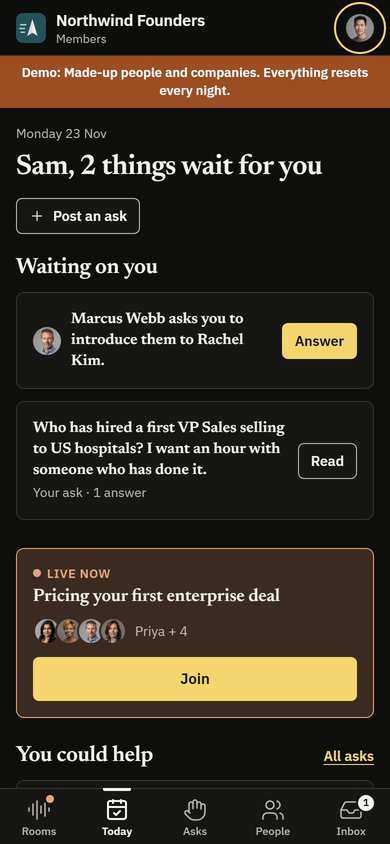 Northwind Founders
Members
Demo: Made-up people and companies. Everything resets
every night.
Monday 23 Nov
Sam, 2 things wait for you
+ Post an ask
Waiting on you
Marcus Webb asks you to
introduce them to Rachel
Kim.
Answer
Who has hired a first VP Sales selling
to US hospitals? I want an hour with
someone who has done it.
Your ask · 1 answer
Read
LIVE NOW
Pricing your first enterprise deal
Priya + 4
Join
You could help
All asks
Rooms
Today
Asks
People
1
Inbox